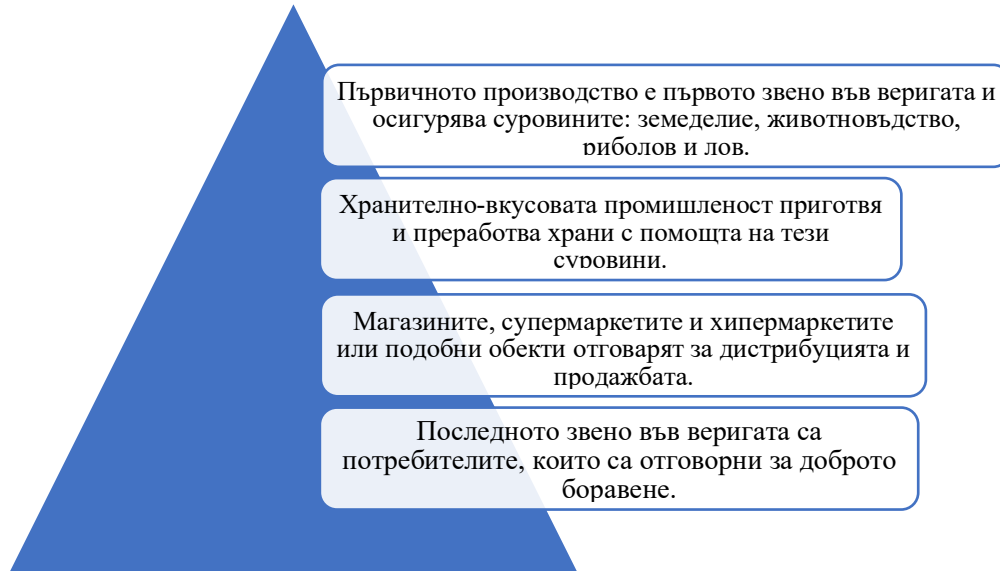 Първичното производство е първото звено във веригата и
осигурява суровините: земеделие, животновъдство,
риболов и лов.
Хранително-вкусовата промишленост приготвя
и преработва храни с помощта на тези
суровини.
Магазините, супермаркетите и хипермаркетите
или подобни обекти отговарят за дистрибуцията и
продажбата.
Последното звено във веригата са
потребителите, които са отговорни за доброто
боравене.